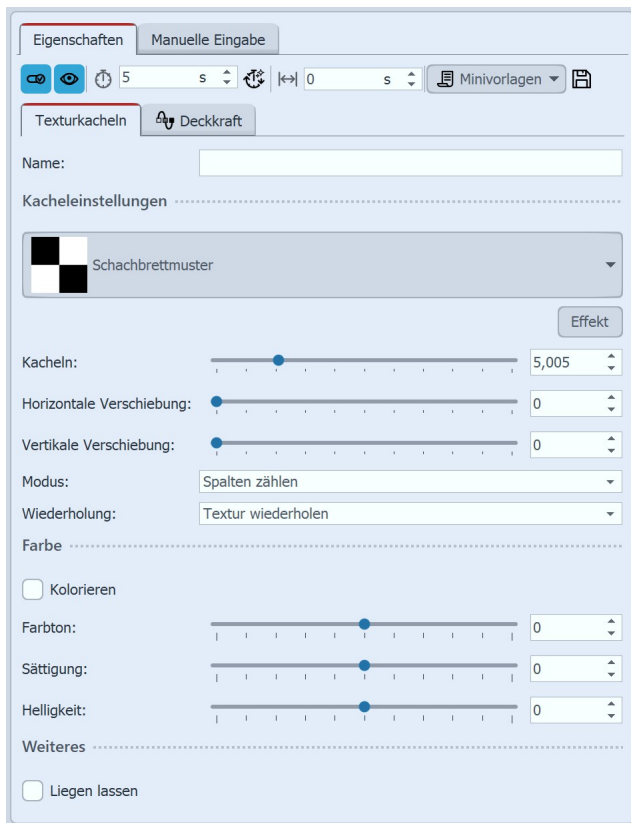 Eigenschaften Manuelle Eingabe
5 s 0 s Minivorlagen
Texturkacheln Deckkraft
Name:
Kacheleinstellungen
Schachbrettmuster
Effekt
Kacheln: 5,005
Horizontale Verschiebung: 0
Vertikale Verschiebung: 0
Modus: Spalten zählen
Wiederholung: Textur wiederholen
Farbe
Kolorieren
Farbton: 0
Sättigung: 0
Helligkeit: 0
Weiteres
Liegen lassen